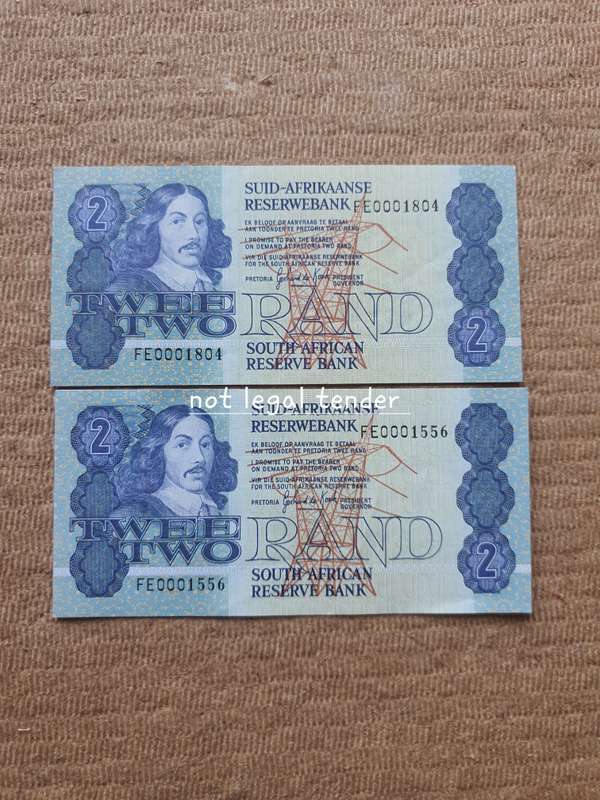 2
SUID-AFRIKAANSE
RESERWEBANK FE0001804
EK BELOOF OM AANVRAAG TE BETAAL
AAN TOONDER TE PRETORIA TWEE RAND
I PROMISE TO PAY THE BEARER
ON DEMAND AT PRETORIA TWO RAND
VIR DIE SUID-AFRIKAANSE RESERWEBANK
FOR THE SOUTH AFRICAN RESERVE BANK
PRETORIA PRESIDENT
GOVERNOR
TWEE
TWO RAND
2
FE0001804
SOUTH AFRICAN
RESERVE BANK
not legal tender
2
SUID-AFRIKAANSE
RESERWEBANK FE0001556
EK BELOOF OP AANVRAAG TE BETAAL
AAN TOONDER TE PRETORIA TWEE RAND
I PROMISE TO PAY THE BEARER
ON DEMAND AT PRETORIA TWO RAND
VIR DIE SUID-AFRIKAANSE RESERWEBANK
FOR THE SOUTH AFRICAN RESERVE BANK
PRETORIA PRESIDENT
GOVERNOR
TWEE
TWO RAND
2
FE0001556
SOUTH AFRICAN
RESERVE BANK